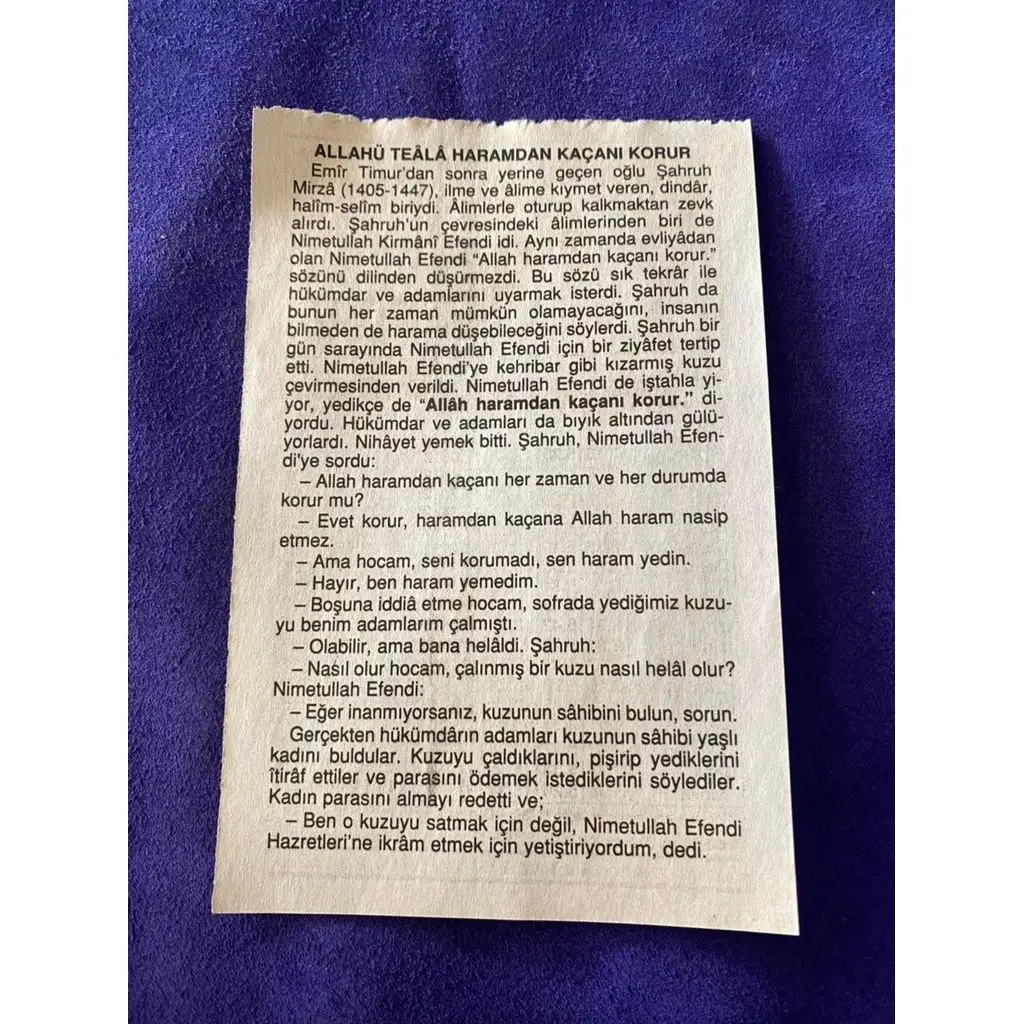 ALLAHÜ TEÂLÂ HARAMDAN KAÇANI KORUR
Emîr Timur'dan sonra yerine geçen oğlu Şahruh
Mirzâ (1405-1447), ilme ve âlime kıymet veren, dindâr,
halîm-selîm biriydi. Âlimlerle oturup kalkmaktan zevk
alırdı. Şahruh'un çevresindeki âlimlerinden biri de
Nimetullah Kirmânî Efendi idi. Aynı zamanda evliyâdan
olan Nimetullah Efendi “Allah haramdan kaçanı korur.”
sözünü dilinden düşürmezdi. Bu sözü sık tekrâr ile
hükümdar ve adamlarını uyarmak isterdi. Şahruh da
bunun her zaman mümkün olamayacağını, insanın
bilmeden de harama düşebileceğini söylerdi. Şahruh bir
gün sarayında Nimetullah Efendi için bir ziyâfet tertip
etti. Nimetullah Efendi'ye kehribar gibi kızarmış kuzu
çevirmesinden verildi. Nimetullah Efendi de iştahla yi-
yor, yedikçe de “Allâh haramdan kaçanı korur.” di-
yordu. Hükümdar ve adamları da bıyık altından gülü-
yorlardı. Nihâyet yemek bitti. Şahruh, Nimetullah Efen-
di'ye sordu:
– Allah haramdan kaçanı her zaman ve her durumda
korur mu?
– Evet korur, haramdan kaçana Allah haram nasip
etmez.
– Ama hocam, seni korumadı, sen haram yedin.
– Hayır, ben haram yemedim.
– Boşuna iddiâ etme hocam, sofrada yediğimiz kuzu-
yu benim adamlarım çalmıştı.
– Olabilir, ama bana helâldi. Şahruh:
– Nasıl olur hocam, çalınmış bir kuzu nasıl helâl olur?
Nimetullah Efendi:
– Eğer inanmıyorsanız, kuzunun sâhibini bulun, sorun.
Gerçekten hükümdârın adamları kuzunun sâhibi yaşlı
kadını buldular. Kuzuyu çaldıklarını, pişirip yediklerini
îtirâf ettiler ve parasını ödemek istediklerini söylediler.
Kadın parasını almayı redetti ve;
– Ben o kuzuyu satmak için değil, Nimetullah Efendi
Hazretleri'ne ikrâm etmek için yetiştiriyordum, dedi.